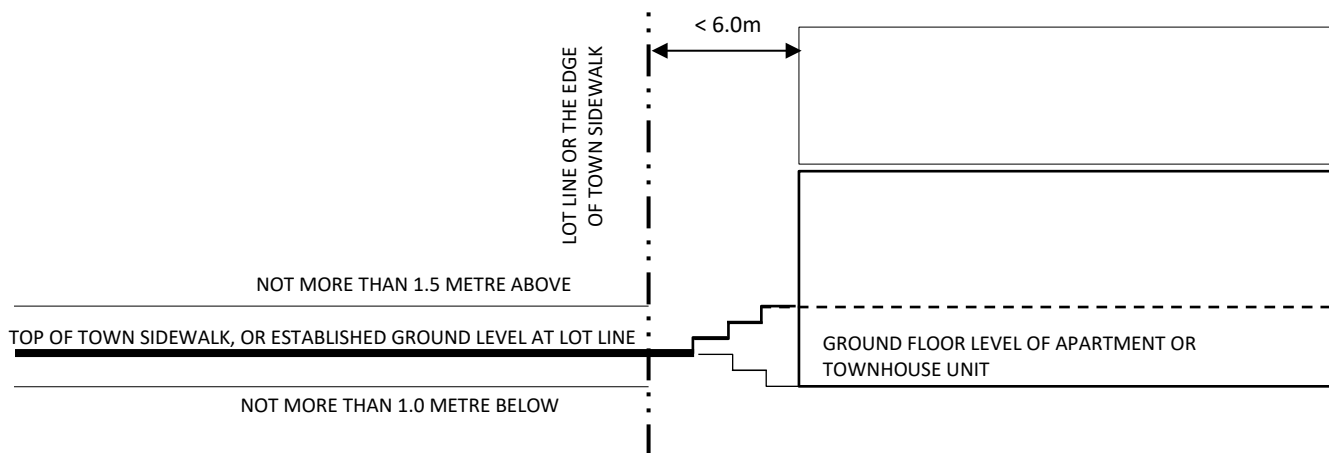 < 6.0m
LOT LINE OR THE EDGE
OF TOWN SIDEWALK
NOT MORE THAN 1.5 METRE ABOVE
TOP OF TOWN SIDEWALK, OR ESTABLISHED GROUND LEVEL AT LOT LINE
GROUND FLOOR LEVEL OF APARTMENT OR
TOWNHOUSE UNIT
NOT MORE THAN 1.0 METRE BELOW